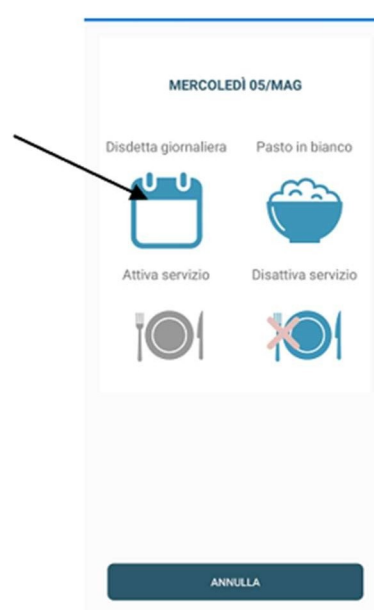 MERCOLEDÌ 05/MAG
Disdetta giornaliera
Pasto in bianco
Attiva servizio
Disattiva servizio
ANNULLA